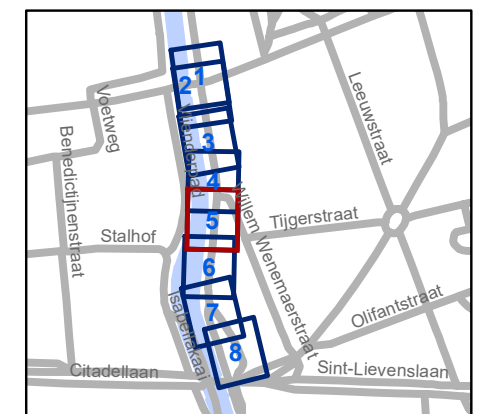 1
2
Voetweg
Leeuwstraat
Vlanderpad
3
Benedictijnenstraat
4
Willem Wenemaerstraat
5
Tijgerstraat
Stalhof
6
Isabellakaai
7
Olifantstraat
8
Citadellaan
Sint-Lievenslaan